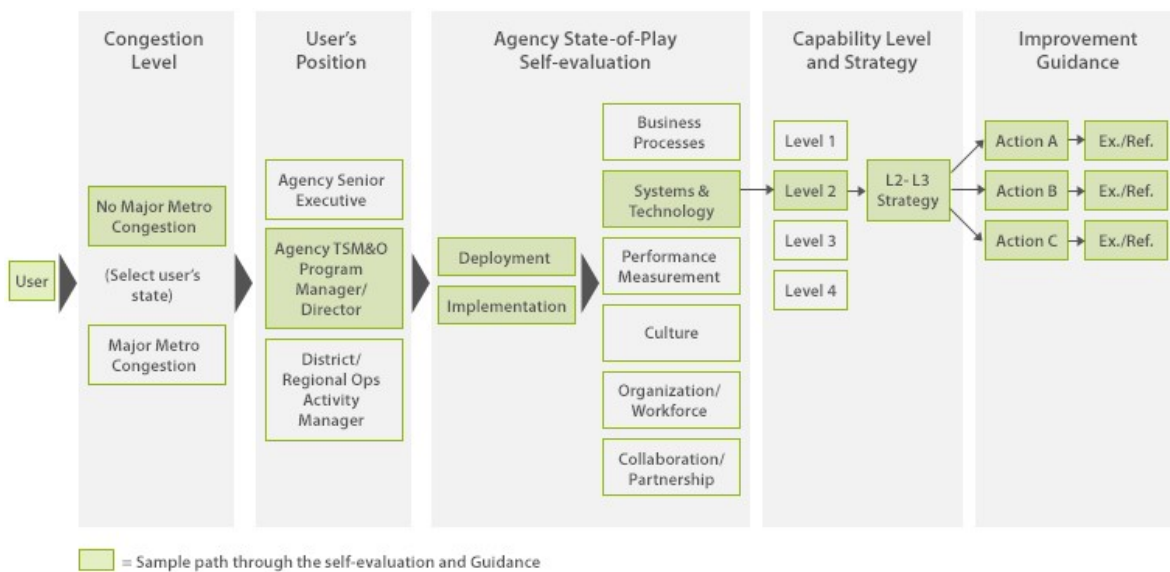 Congestion
Level
User's
Position
Agency State-of-Play
Self-evaluation
Capability Level
and Strategy
Improvement
Guidance
User
No Major Metro
Congestion
(Select user's
state)
Major Metro
Congestion
Agency Senior
Executive
Agency TSM&O
Program
Manager/
Director
District/
Regional Ops
Activity
Manager
Deployment
Implementation
Business
Processes
Systems &
Technology
Performance
Measurement
Culture
Organization/
Workforce
Collaboration/
Partnership
Level 1
Level 2
Level 3
Level 4
L2- L3
Strategy
Action A
Ex./Ref.
Action B
Ex./Ref.
Action C
Ex./Ref.
= Sample path through the self-evaluation and Guidance